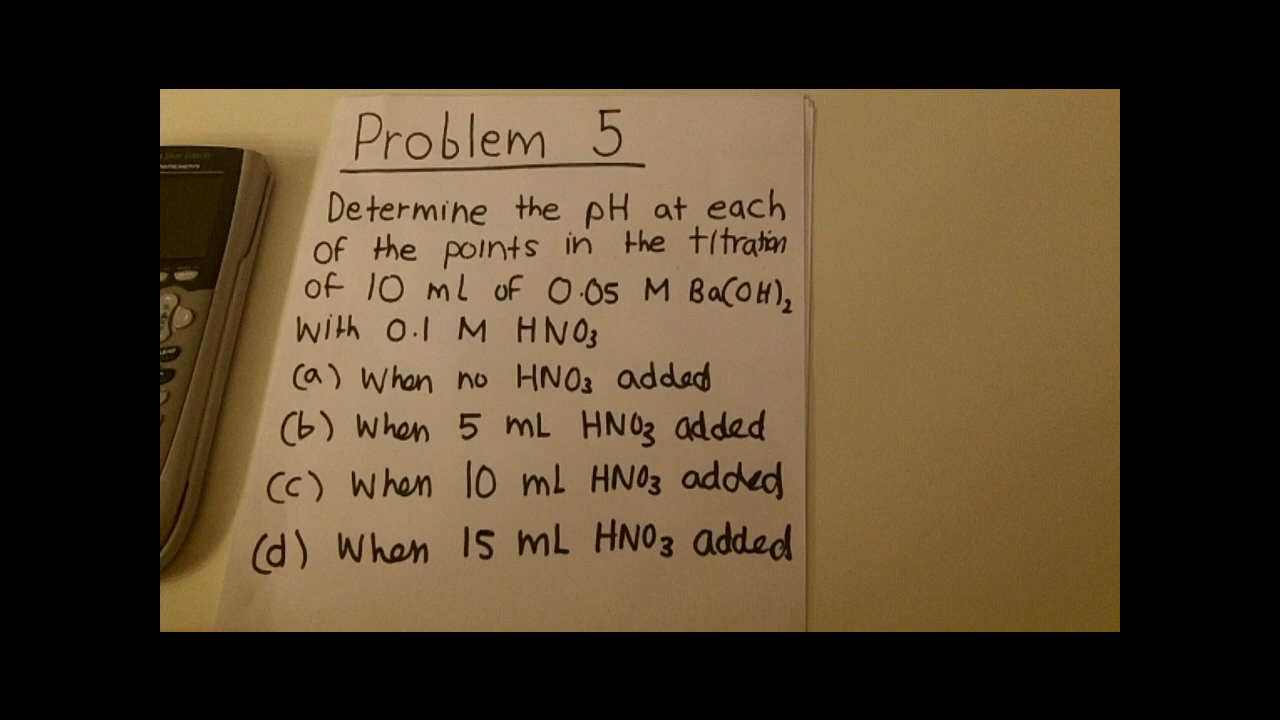 Problem 5
Determine the pH at each
of the points in the titration
of 10 mL of 0.05 M Ba(OH)₂
with 0.1 M HNO₃
(a) When no HNO₃ added
(b) When 5 mL HNO₃ added
(c) When 10 mL HNO₃ added
(d) When 15 mL HNO₃ added